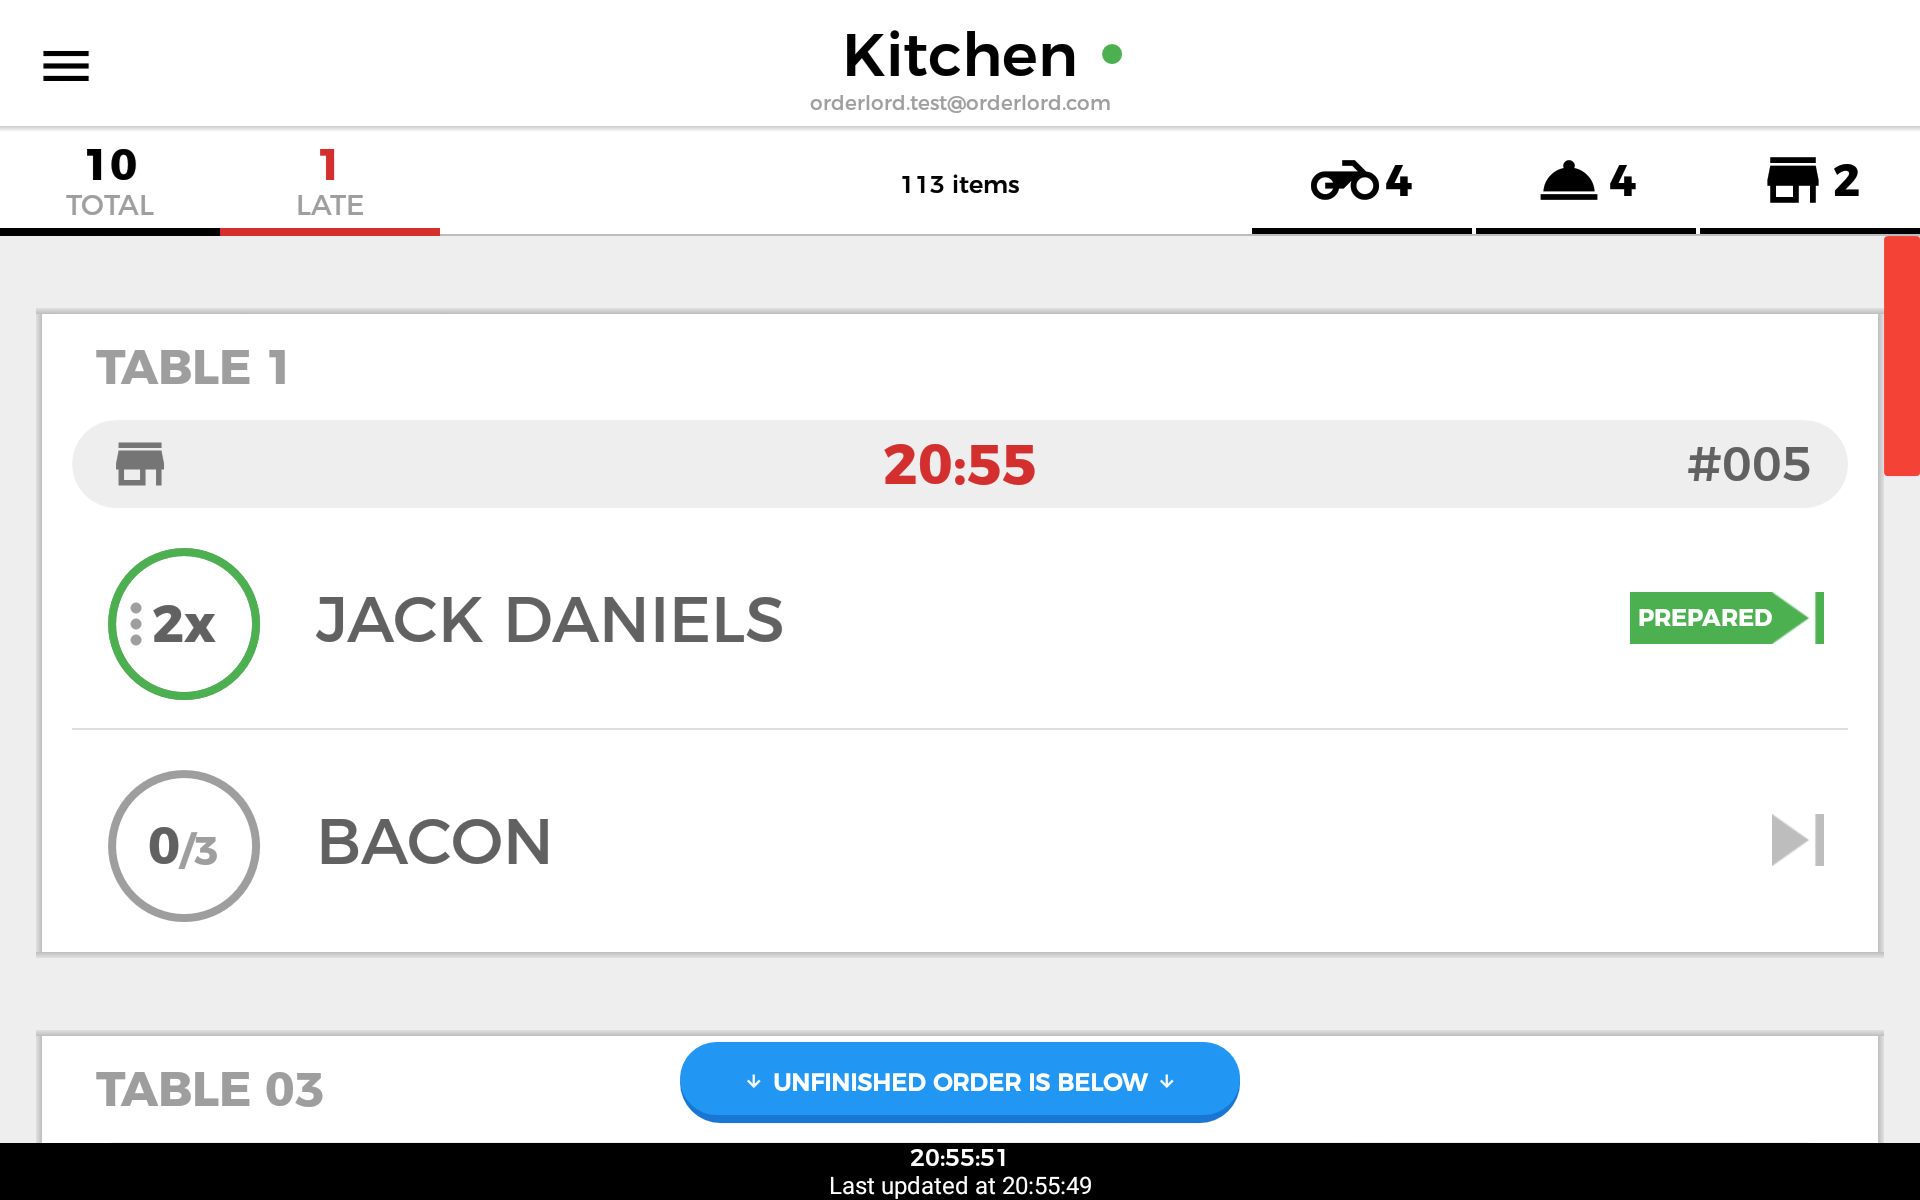 Kitchen
orderlord.test@orderlord.com
10
TOTAL
1
LATE
113 items
4
4
2
TABLE 1
20:55
#005
2x
JACK DANIELS
PREPARED
0/3
BACON
TABLE 03
↓ UNFINISHED ORDER IS BELOW ↓
20:55:51
Last updated at 20:55:49